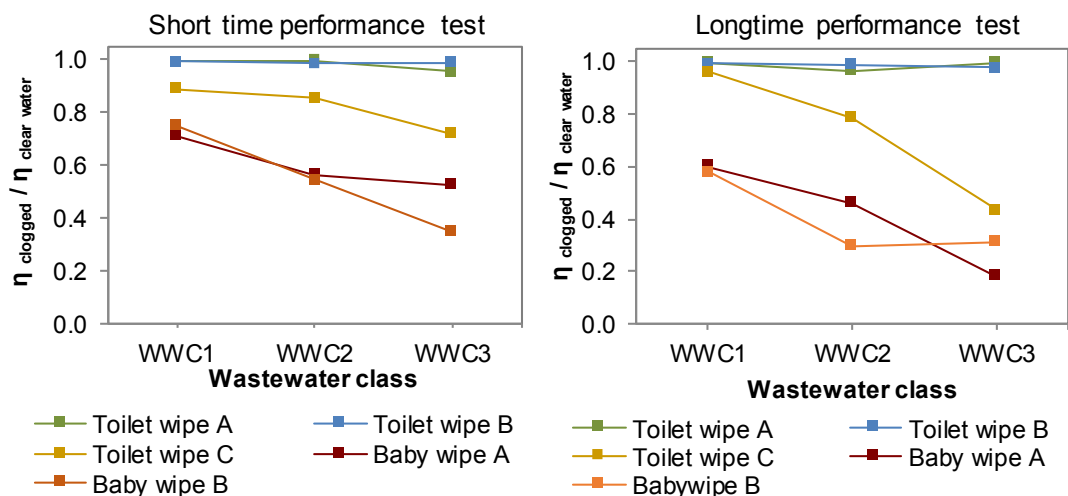 Short time performance test
η clogged / η clear water
1.0
0.8
0.6
0.4
0.2
0.0
WWC1 WWC2 WWC3
Wastewater class
Toilet wipe A Toilet wipe B
Toilet wipe C Baby wipe A
Baby wipe B
Longtime performance test
η clogged / η clear water
1.0
0.8
0.6
0.4
0.2
0.0
WWC1 WWC2 WWC3
Wastewater class
Toilet wipe A Toilet wipe B
Toilet wipe C Baby wipe A
Babywipe B